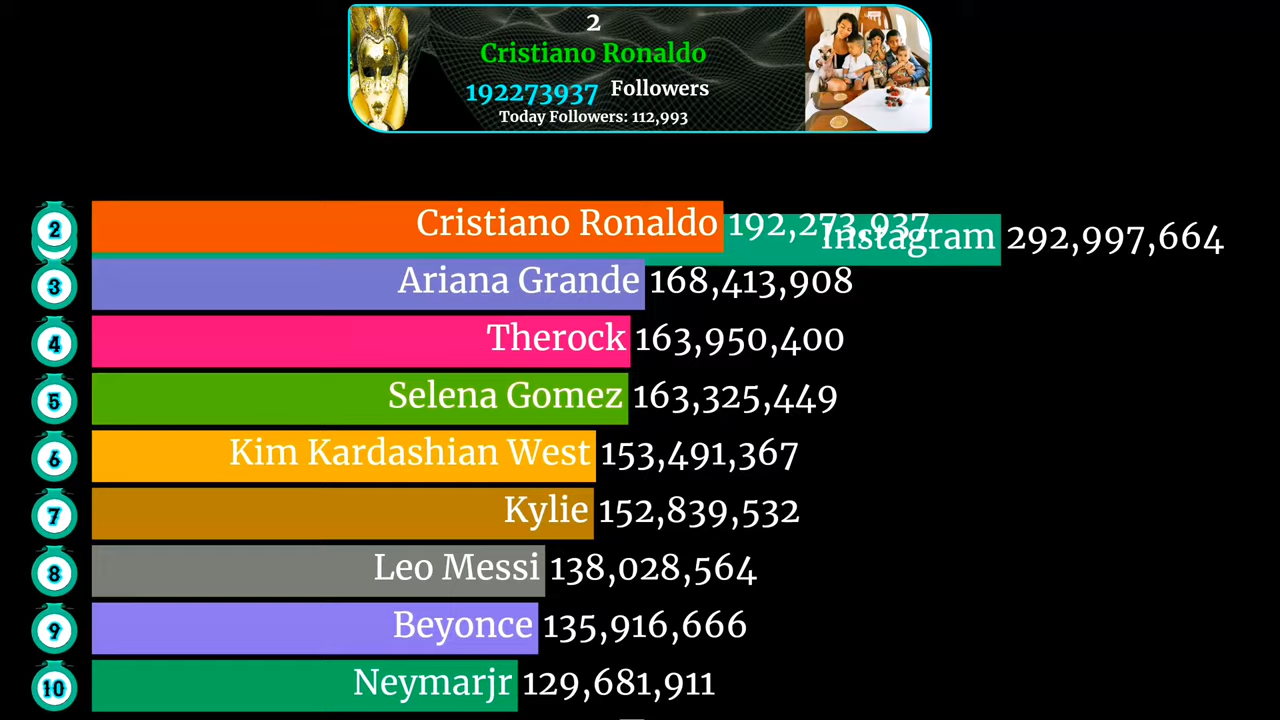 2
Cristiano Ronaldo
192273937 Followers
Today Followers: 112,993
2 Cristiano Ronaldo 192,273,937
Instagram 292,997,664
3 Ariana Grande 168,413,908
4 Therock 163,950,400
5 Selena Gomez 163,325,449
6 Kim Kardashian West 153,491,367
7 Kylie 152,839,532
8 Leo Messi 138,028,564
9 Beyonce 135,916,666
10 Neymarjr 129,681,911